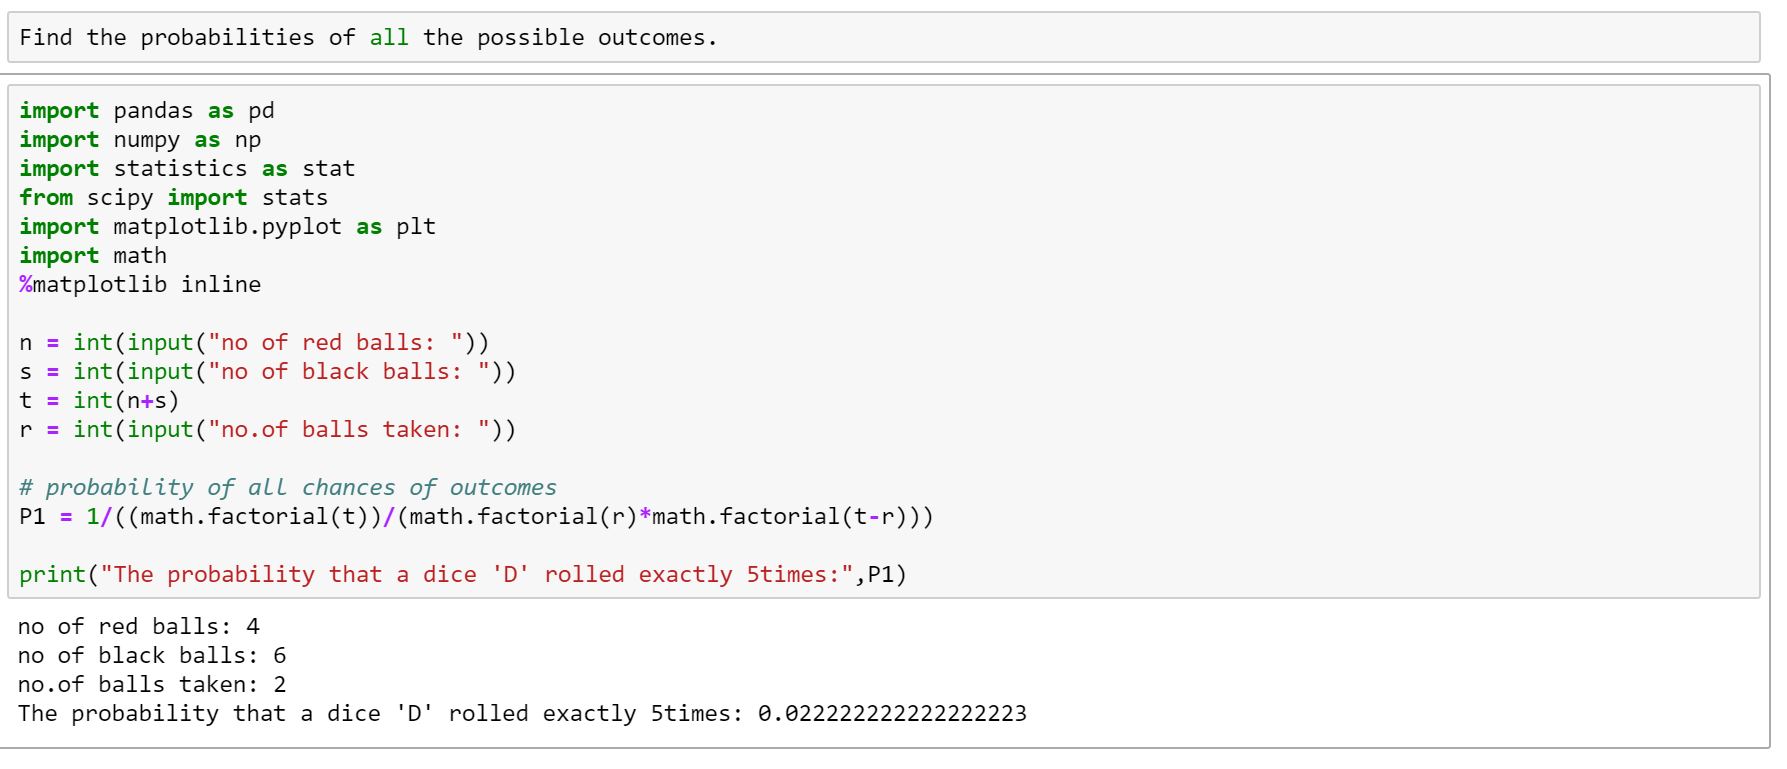 Find the probabilities of all the possible outcomes.
import pandas as pd
import numpy as np
import statistics as stat
from scipy import stats
import matplotlib.pyplot as plt
import math
%matplotlib inline
n = int(input("no of red balls: "))
s = int(input("no of black balls: "))
t = int(n+s)
r = int(input("no.of balls taken: "))
# probability of all chances of outcomes
P1 = 1/((math.factorial(t))/(math.factorial(r)*math.factorial(t-r)))
print("The probability that a dice 'D' rolled exactly 5times:",P1)
no of red balls: 4
no of black balls: 6
no.of balls taken: 2
The probability that a dice 'D' rolled exactly 5times: 0.022222222222222223